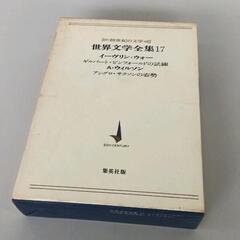 20世紀の文学
世界文学全集17
イーヴリン・ウォー
ギルバート・ピンフォールドの試練
A・ウィルソン
アングロ・サクソンの姿勢
20TH CENTURY
集英社版